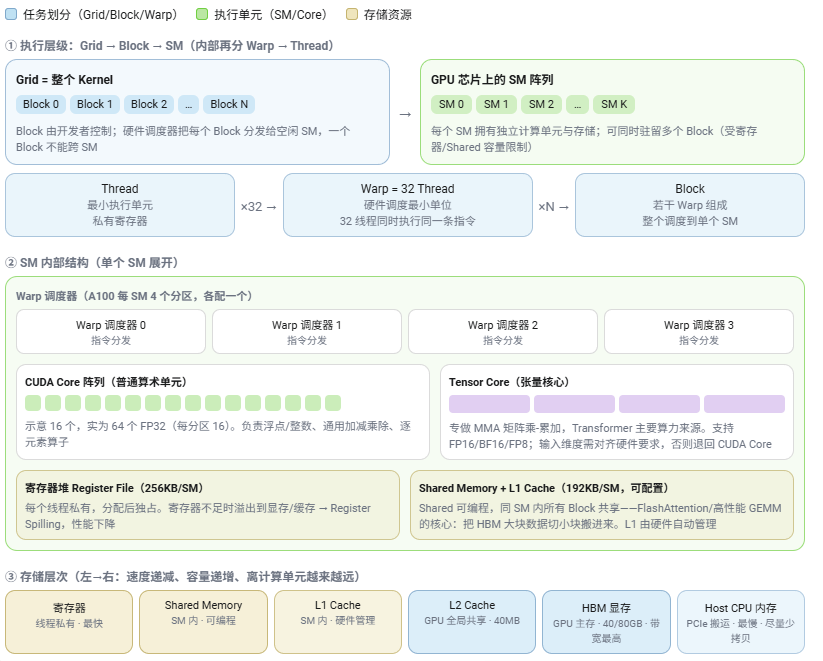 任务划分（Grid/Block/Warp） 执行单元（SM/Core） 存储资源
① 执行层级：Grid → Block → SM（内部再分 Warp → Thread）
Grid = 整个 Kernel
Block 0 Block 1 Block 2 ... Block N
Block 由开发者控制；硬件调度器把每个 Block 分发给空闲 SM，一个
Block 不能跨 SM
→
GPU 芯片上的 SM 阵列
SM 0 SM 1 SM 2 ... SM K
每个 SM 拥有独立计算单元与存储；可同时驻留多个 Block（受寄存
器/Shared 容量限制）
Thread
最小执行单元
私有寄存器
×32 →
Warp = 32 Thread
硬件调度最小单位
32 线程同时执行同一条指令
×N →
Block
若干 Warp 组成
整个调度到单个 SM
② SM 内部结构（单个 SM 展开）
Warp 调度器（A100 每 SM 4 个分区，各配一个）
Warp 调度器 0
指令分发
Warp 调度器 1
指令分发
Warp 调度器 2
指令分发
Warp 调度器 3
指令分发
CUDA Core 阵列（普通算术单元）
示意 16 个，实为 64 个 FP32（每分区 16）。负责浮点/整数、通用加减乘除、逐
元素算子
Tensor Core（张量核心）
专做 MMA 矩阵乘-累加，Transformer 主要算力来源。支持
FP16/BF16/FP8；输入维度需对齐硬件要求，否则退回 CUDA Core
寄存器堆 Register File（256KB/SM）
每个线程私有，分配后独占。寄存器不足时溢出到显存/缓存 → Register
Spilling，性能下降
Shared Memory + L1 Cache（192KB/SM，可配置）
Shared 可编程，同 SM 内所有 Block 共享——FlashAttention/高性能 GEMM
的核心：把 HBM 大块数据切小块搬进来。L1 由硬件自动管理
③ 存储层次（左→右：速度递减、容量递增、离计算单元越来越远）
寄存器
线程私有 · 最快
Shared Memory
SM 内 · 可编程
L1 Cache
SM 内 · 硬件管理
L2 Cache
GPU 全局共享 · 40MB
HBM 显存
GPU 主存 · 40/80GB · 带
宽最高
Host CPU 内存
PCIe 搬运 · 最慢 · 尽量少
拷贝